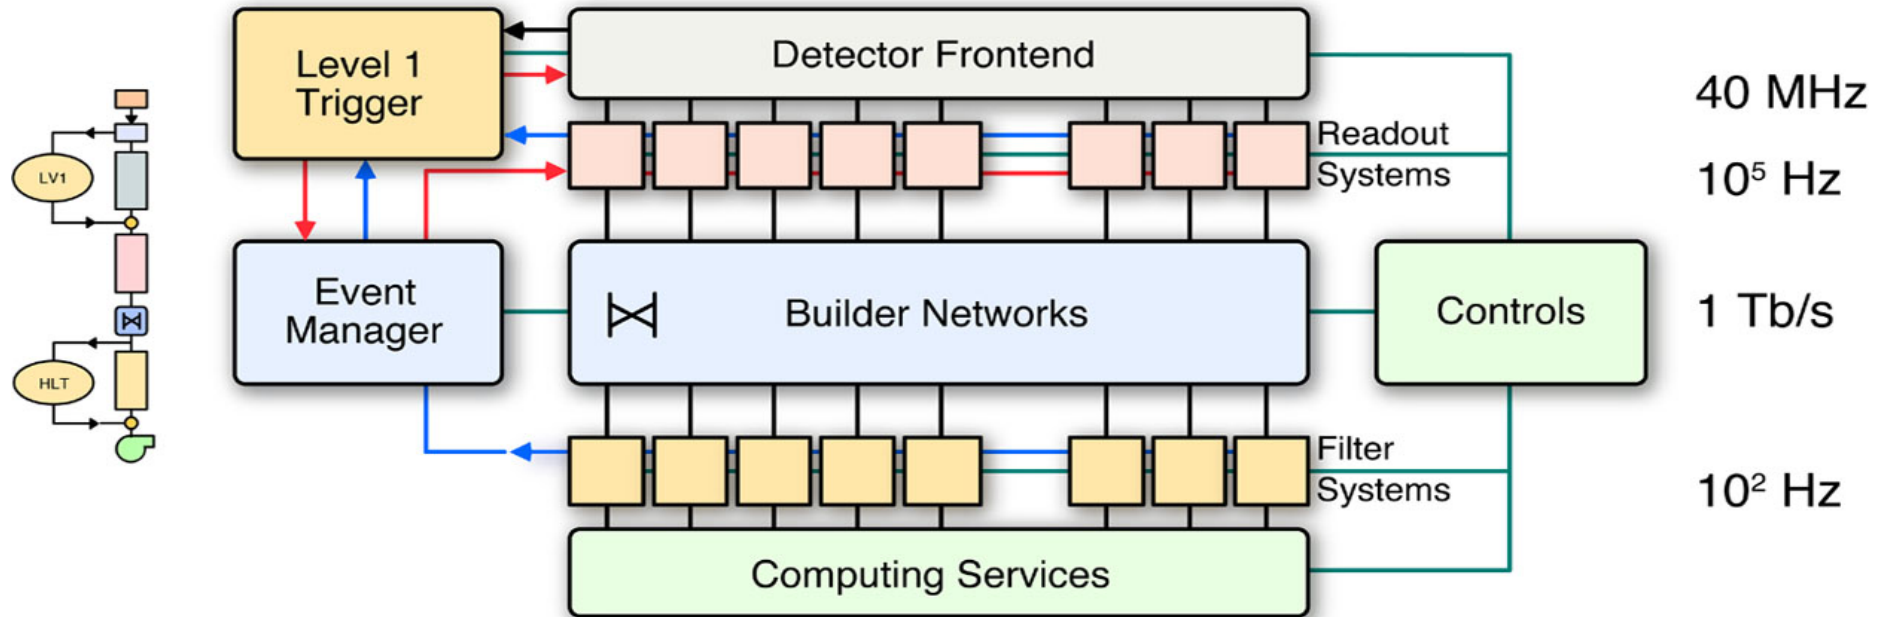 Level 1
Trigger
Detector Frontend
40 MHz
LV1
Readout
Systems
10⁵ Hz
Event
Manager
Builder Networks
Controls
1 Tb/s
HLT
Filter
Systems
10² Hz
Computing Services